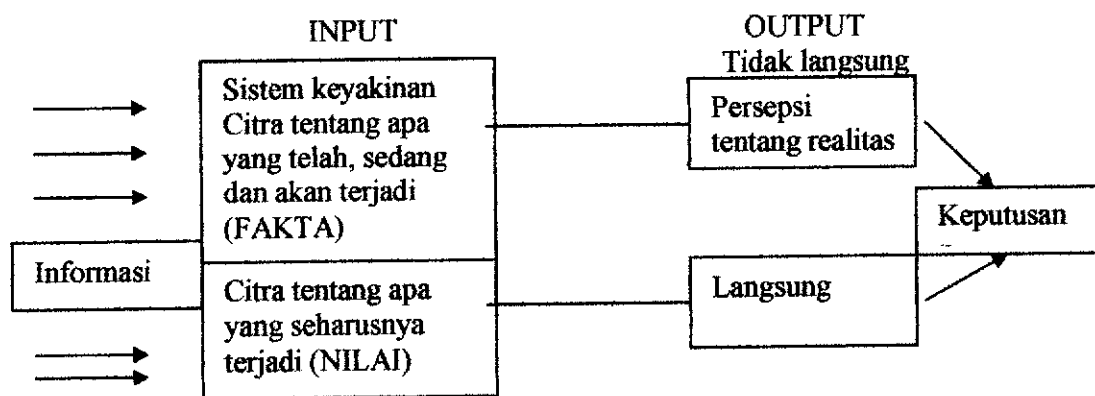 INPUT
OUTPUT
Tidak langsung
Sistem keyakinan
Citra tentang apa
yang telah, sedang
dan akan terjadi
(FAKTA)
Persepsi
tentang realitas
Keputusan
Informasi
Citra tentang apa
yang seharusnya
terjadi (NILAI)
Langsung